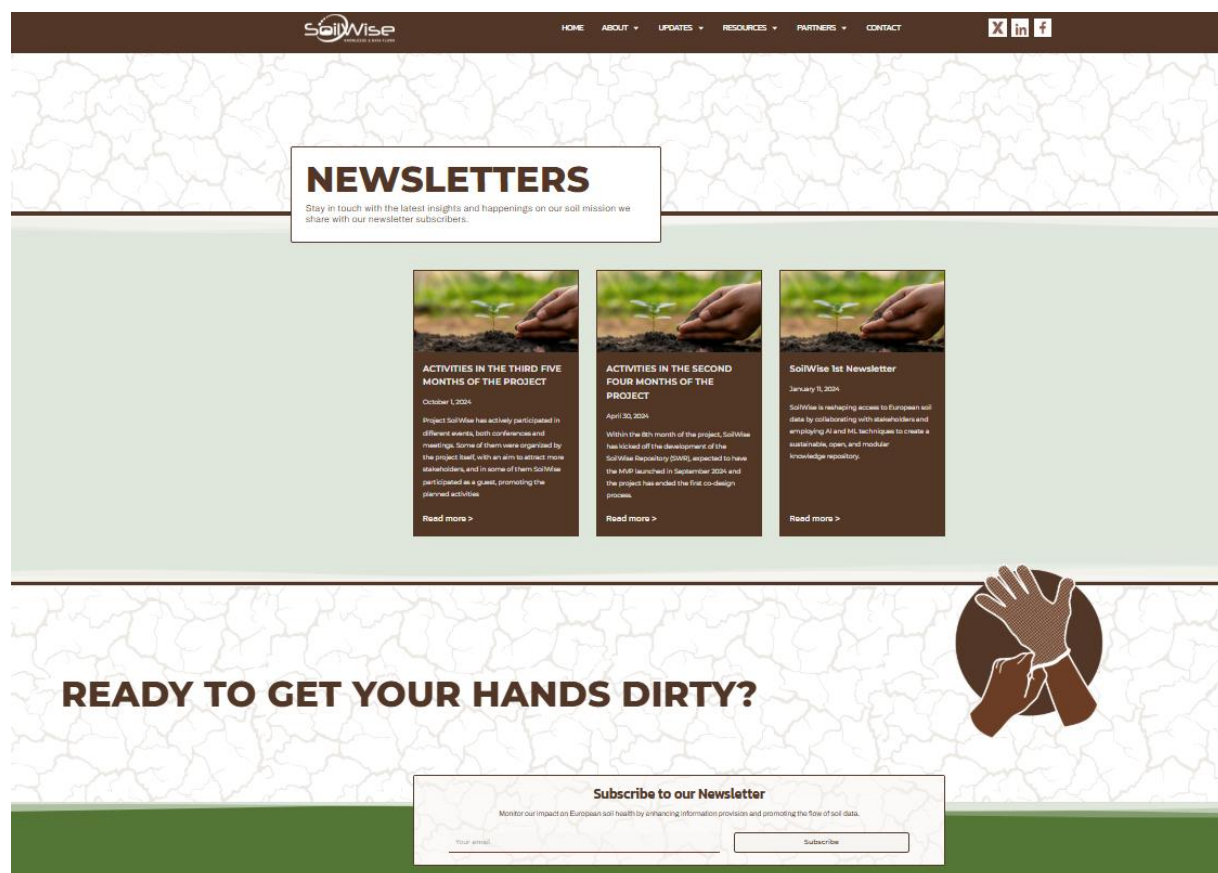 SoilWise
KNOWLEDGE & DATA FLOWS
HOME ABOUT UPDATES RESOURCES PARTNERS CONTACT
X in f
NEWSLETTERS
Stay in touch with the latest insights and happenings on our soil mission we
share with our newsletter subscribers.
ACTIVITIES IN THE THIRD FIVE
MONTHS OF THE PROJECT
October 1, 2024
Project SoilWise has actively participated in
different events, both conferences and
meetings. Some of them were organized by
the project itself, with an aim to attract more
stakeholders, and in some of them SoilWise
participated as a guest, promoting the
planned activities
Read more >
ACTIVITIES IN THE SECOND
FOUR MONTHS OF THE
PROJECT
April 30, 2024
Within the 8th month of the project, SoilWise
has kicked off the development of the
SoilWise Repository (SWR), expected to have
the MVP launched in September 2024 and
the project has ended the first co-design
process.
Read more >
SoilWise 1st Newsletter
January 11, 2024
SoilWise is reshaping access to European soil
data by collaborating with stakeholders and
employing AI and ML techniques to create a
sustainable, open, and modular
knowledge repository.
Read more >
READY TO GET YOUR HANDS DIRTY?
Subscribe to our Newsletter
Monitor our impact on European soil health by enhancing information provision and promoting the flow of soil data.
Your email
Subscribe